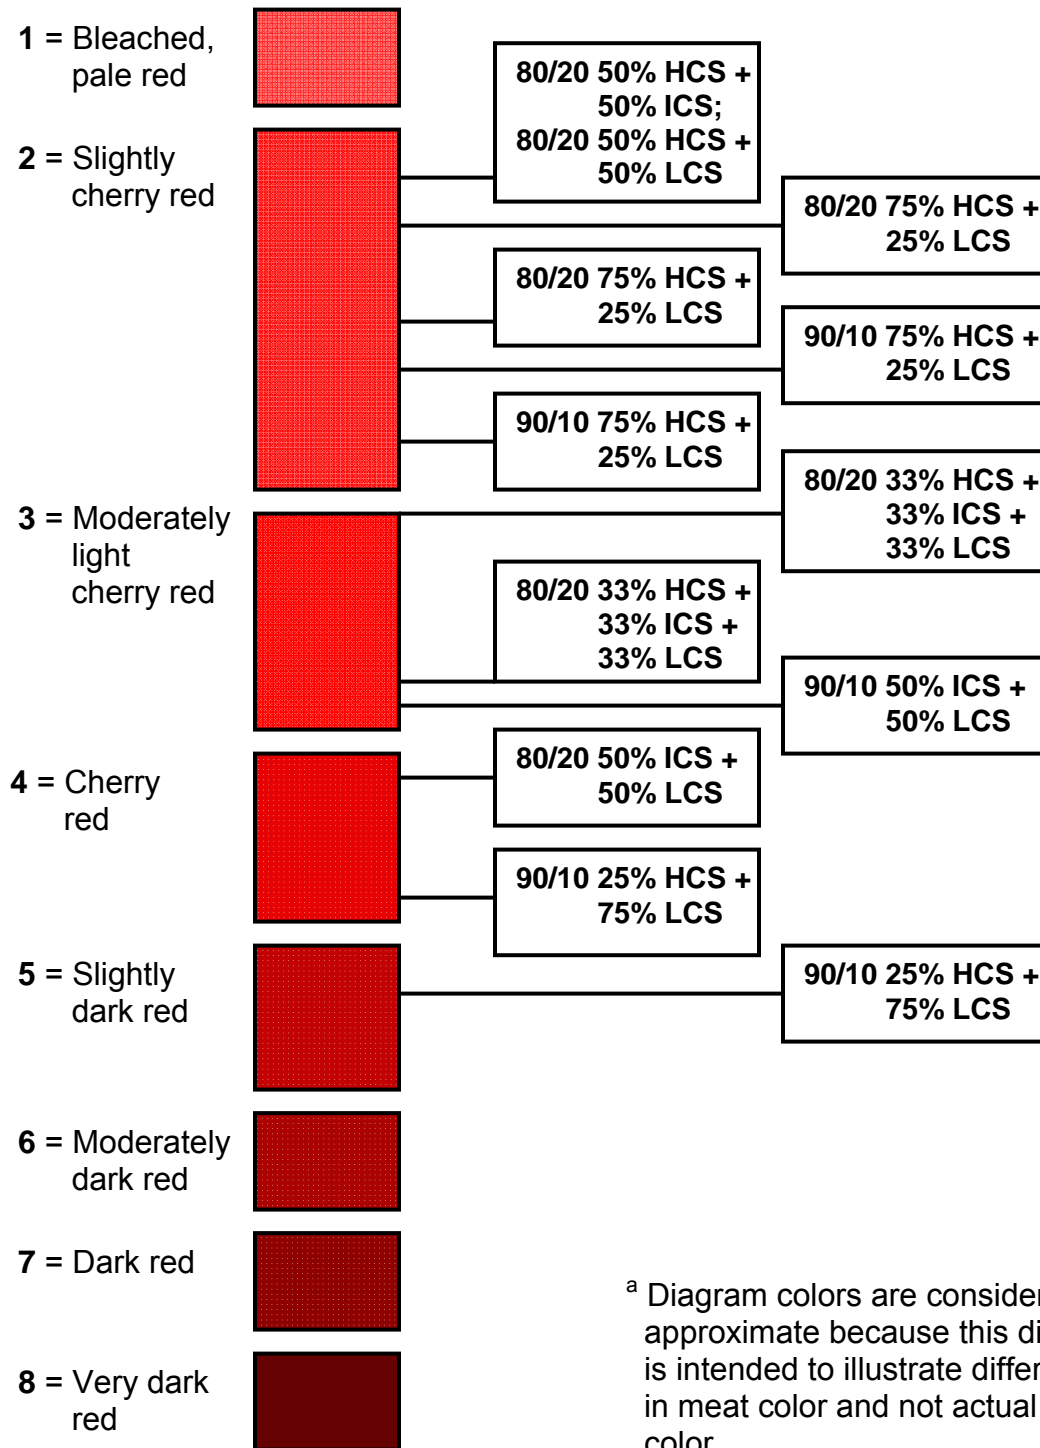 1 = Bleached,
pale red
2 = Slightly
cherry red
3 = Moderately
light
cherry red
4 = Cherry
red
5 = Slightly
dark red
6 = Moderately
dark red
7 = Dark red
8 = Very dark
red
80/20 50% HCS +
50% ICS;
80/20 50% HCS +
50% LCS
80/20 75% HCS +
25% LCS
80/20 75% HCS +
25% LCS
90/10 75% HCS +
25% LCS
90/10 75% HCS +
25% LCS
80/20 33% HCS +
33% ICS +
33% LCS
80/20 33% HCS +
33% ICS +
33% LCS
90/10 50% ICS +
50% LCS
80/20 50% ICS +
50% LCS
90/10 25% HCS +
75% LCS
90/10 25% HCS +
75% LCS
a Diagram colors are
approximate because this
is intended to illustrate
in meat color and not actual
color